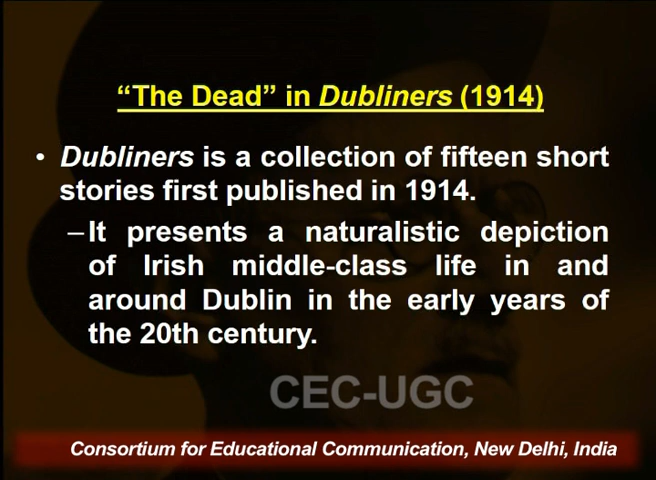 “The Dead” in Dubliners (1914)
• Dubliners is a collection of fifteen short
stories first published in 1914.
–It presents a naturalistic depiction
of Irish middle-class life in and
around Dublin in the early years of
the 20th century.
CEC-UGC
Consortium for Educational Communication, New Delhi, India